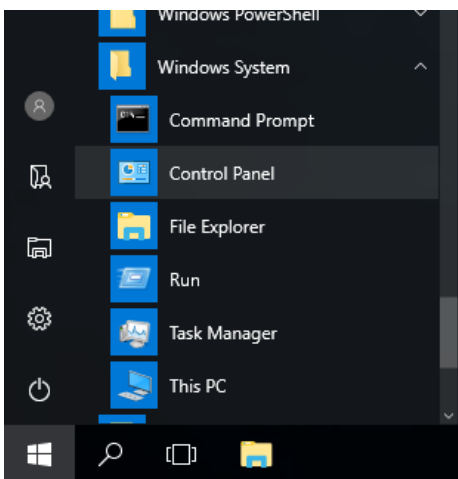 Windows PowerShell
Windows System
Command Prompt
Control Panel
File Explorer
Run
Task Manager
This PC